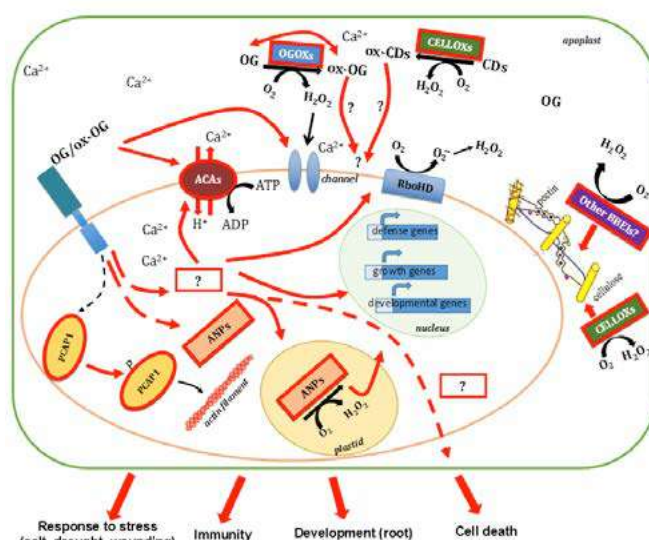 Ca²⁺
Ca²⁺
Ca²⁺
OG
OGOXs
ox-OG
O₂
H₂O₂
ox-CDs
CELLOXs
CDs
H₂O₂
O₂
apoplast
OG
?
?
?
OG/ox-OG
Ca²⁺
ACAs
H⁺
ATP
ADP
Ca²⁺
channel
O₂
O₂⁻
H₂O₂
RboHD
H₂O₂
O₂
Other BBEls?
pectin
cellulose
CELLOXs
O₂
H₂O₂
Ca²⁺
Ca²⁺
?
defense genes
growth genes
developmental genes
nucleus
ANPs
PCAP1
P
PCAP1
actin filament
ANPs
O₂
H₂O₂
plastid
?
Response to stress
(salt, drought, wounding)
Immunity
Development (root)
Cell death